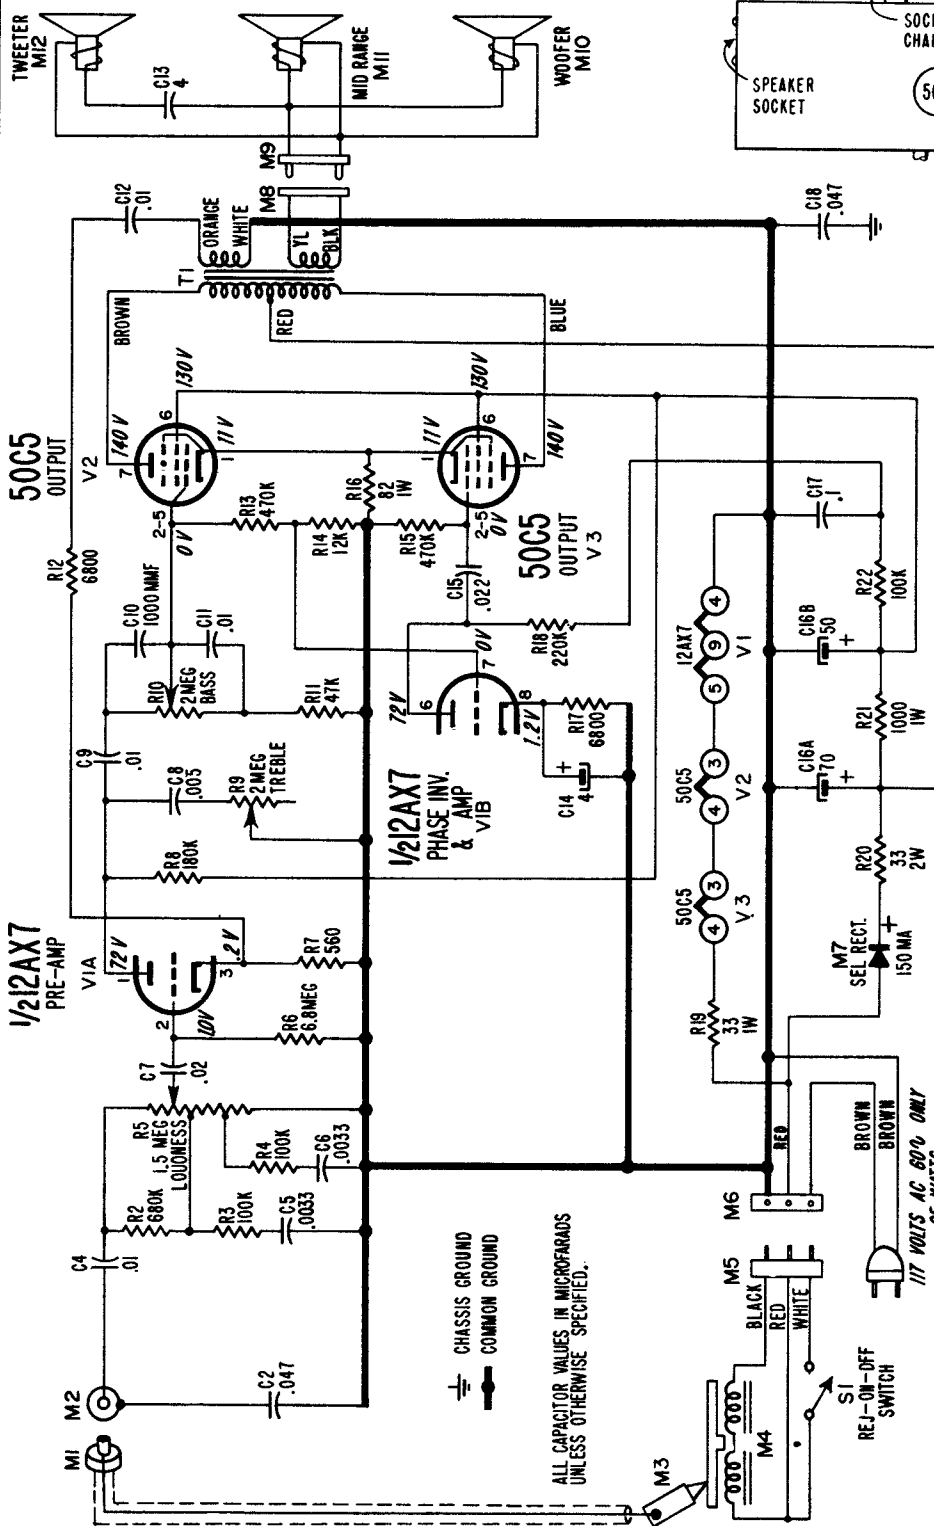 TWEETER
M12
C13
4
MID RANGE
M11
WOOFER
M10
SPEAKER
SOCKET
M9
M8
C12
.01
ORANGE
WHITE
YL
BLK
T1
RED
BROWN
BLUE
C18
.047
50C5
OUTPUT
V2
140V
7
6
130V
11V
1
2-5
0V
R12
6800
R13
470K
R14
12K
R16
82
1W
R15
470K
11V
1
6
130V
7
140V
2-5
0V
50C5
OUTPUT
V3
C15
.022
C10
1000 MMF
C11
.01
R10
2 MEG
BASS
R11
47K
C9
.01
C8
.005
R9
2 MEG
TREBLE
R8
180K
72V
6
0V
7
8
1.2V
R18
220K
R17
6800
C14
4
+
1/2 12AX7
PHASE INV.
& AMP
V1B
12AX7
V1
4
9
5
50C5
V2
3
4
50C5
V3
3
4
C17
.1
R22
100K
C16B
50
+
R21
1000
1W
C16A
70
+
R20
33
2W
M7
SEL RECT.
+
150 MA
R19
33
1W
1/2 12AX7
PRE-AMP
V1A
1
72V
3
.2V
2
R7
560
R6
6.8MEG
C7
.02
R5
1.5 MEG
LOUDNESS
R4
100K
C6
.0033
R2
680K
R3
100K
C5
.0033
C4
.01
M2
M1
C2
.047
CHASSIS GROUND
COMMON GROUND
ALL CAPACITOR VALUES IN MICROFARADS
UNLESS OTHERWISE SPECIFIED.
M6
M5
RED
BROWN
BROWN
117 VOLTS AC 60~ ONLY
BLACK
RED
WHITE
M3
M4
S1
REJ-ON-OFF
SWITCH